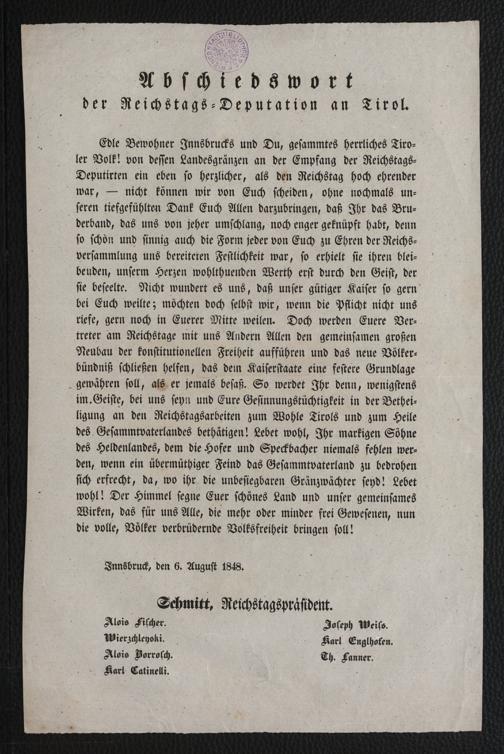 Abschiedswort
der Reichstags-Deputation an Tirol.
Edle Bewohner Innsbrucks und Du, gesammtes herrliches Tiro-
ler Volk! von dessen Landesgränzen an der Empfang der Reichstags-
Deputirten ein eben so herzlicher, als den Reichstag hoch ehrender
war, — nicht können wir von Euch scheiden, ohne nochmals un-
seren tiefgefühlten Dank Euch Allen darzubringen, daß Ihr das Bru-
derband, das uns von jeher umschlang, noch enger geknüpft habt, denn
so schön und sinnig auch die Form jeder von Euch zu Ehren der Reichs-
versammlung uns bereiteten Festlichkeit war, so erhielt sie ihren blei-
benden, unserm Herzen wohlthuenden Werth erst durch den Geist, der
sie beseelte. Nicht wundert es uns, daß unser gütiger Kaiser so gern
bei Euch weilte; möchten doch selbst wir, wenn die Pflicht nicht uns
riefe, gern noch in Euerer Mitte weilen. Doch werden Euere Ver-
treter am Reichstage mit uns Andern Allen den gemeinsamen großen
Neubau der konstitutionellen Freiheit aufführen und das neue Völker-
bündniß schließen helfen, das dem Kaiserstaate eine festere Grundlage
gewähren soll, als er jemals besaß. So werdet Ihr denn, wenigstens
im Geiste, bei uns seyn und Eure Gesinnungstüchtigkeit in der Bethei-
ligung an den Reichstagsarbeiten zum Wohle Tirols und zum Heile
des Gesammtvaterlandes bethätigen! Lebet wohl, Ihr markigen Söhne
des Heldenlandes, dem die Hofer und Speckbacher niemals fehlen wer-
den, wenn ein übermüthiger Feind das Gesammtvaterland zu bedrohen
sich erfrecht, da, wo ihr die unbesiegbaren Gränzwächter seyd! Lebet
wohl! Der Himmel segne Euer schönes Land und unser gemeinsames
Wirken, das für uns Alle, die mehr oder minder frei Gewesenen, nun
die volle, Völker verbrüdernde Volksfreiheit bringen soll!
Innsbruck, den 6. August 1848.
Schmitt, Reichstagspräsident.
Alois Fischer.
Wierzchleyski.
Alois Borrosch.
Karl Catinelli.
Joseph Weiss.
Karl Englhofen.
Th. Lanner.